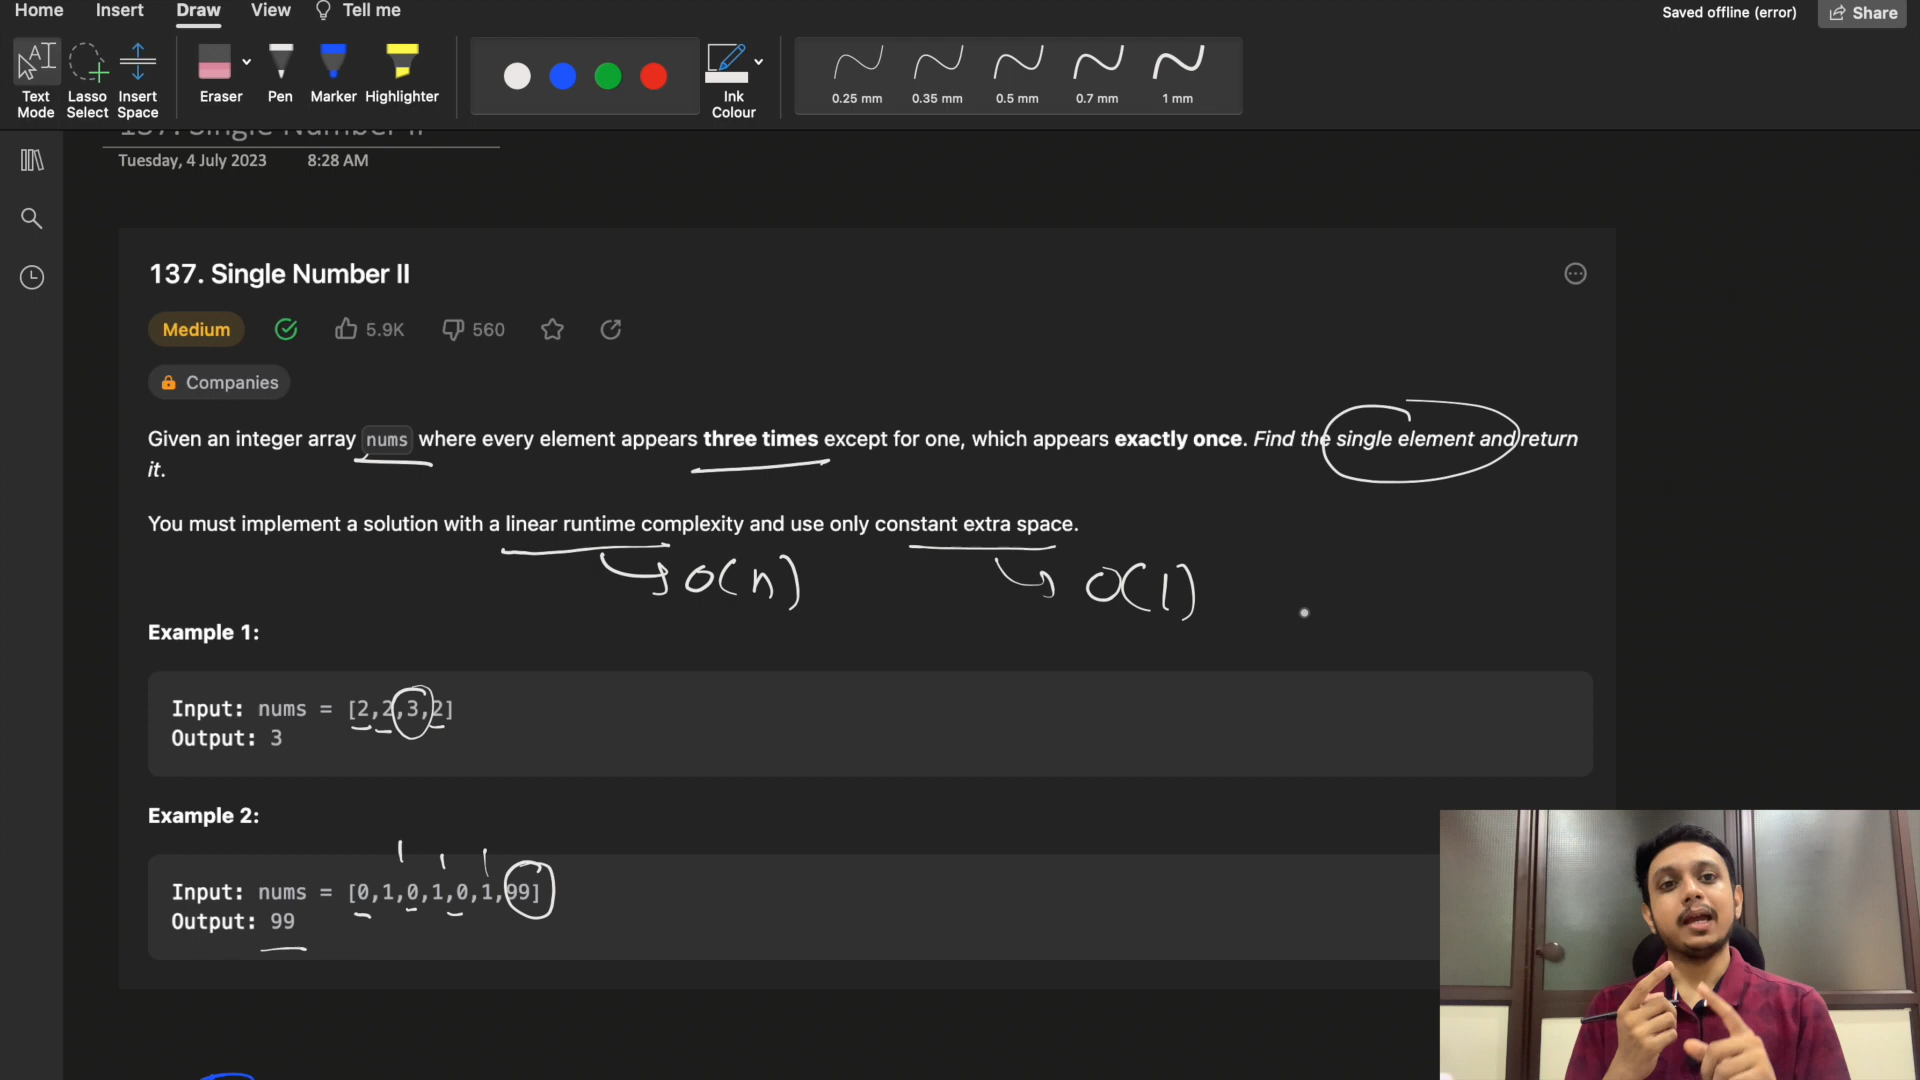 Home Insert Draw View Tell me Saved offline (error) Share
Text Mode Lasso Select Insert Space Eraser Pen Marker Highlighter Ink Colour 0.25 mm 0.35 mm 0.5 mm 0.7 mm 1 mm
137. Single Number II
Tuesday, 4 July 2023 8:28 AM
137. Single Number II
Medium 5.9K 560
Companies
Given an integer array nums where every element appears three times except for one, which appears exactly once. Find the single element and return
it.
You must implement a solution with a linear runtime complexity and use only constant extra space.
O(n) O(1)
Example 1:
Input: nums = [2,2,3,2]
Output: 3
Example 2:
Input: nums = [0,1,0,1,0,1,99]
Output: 99